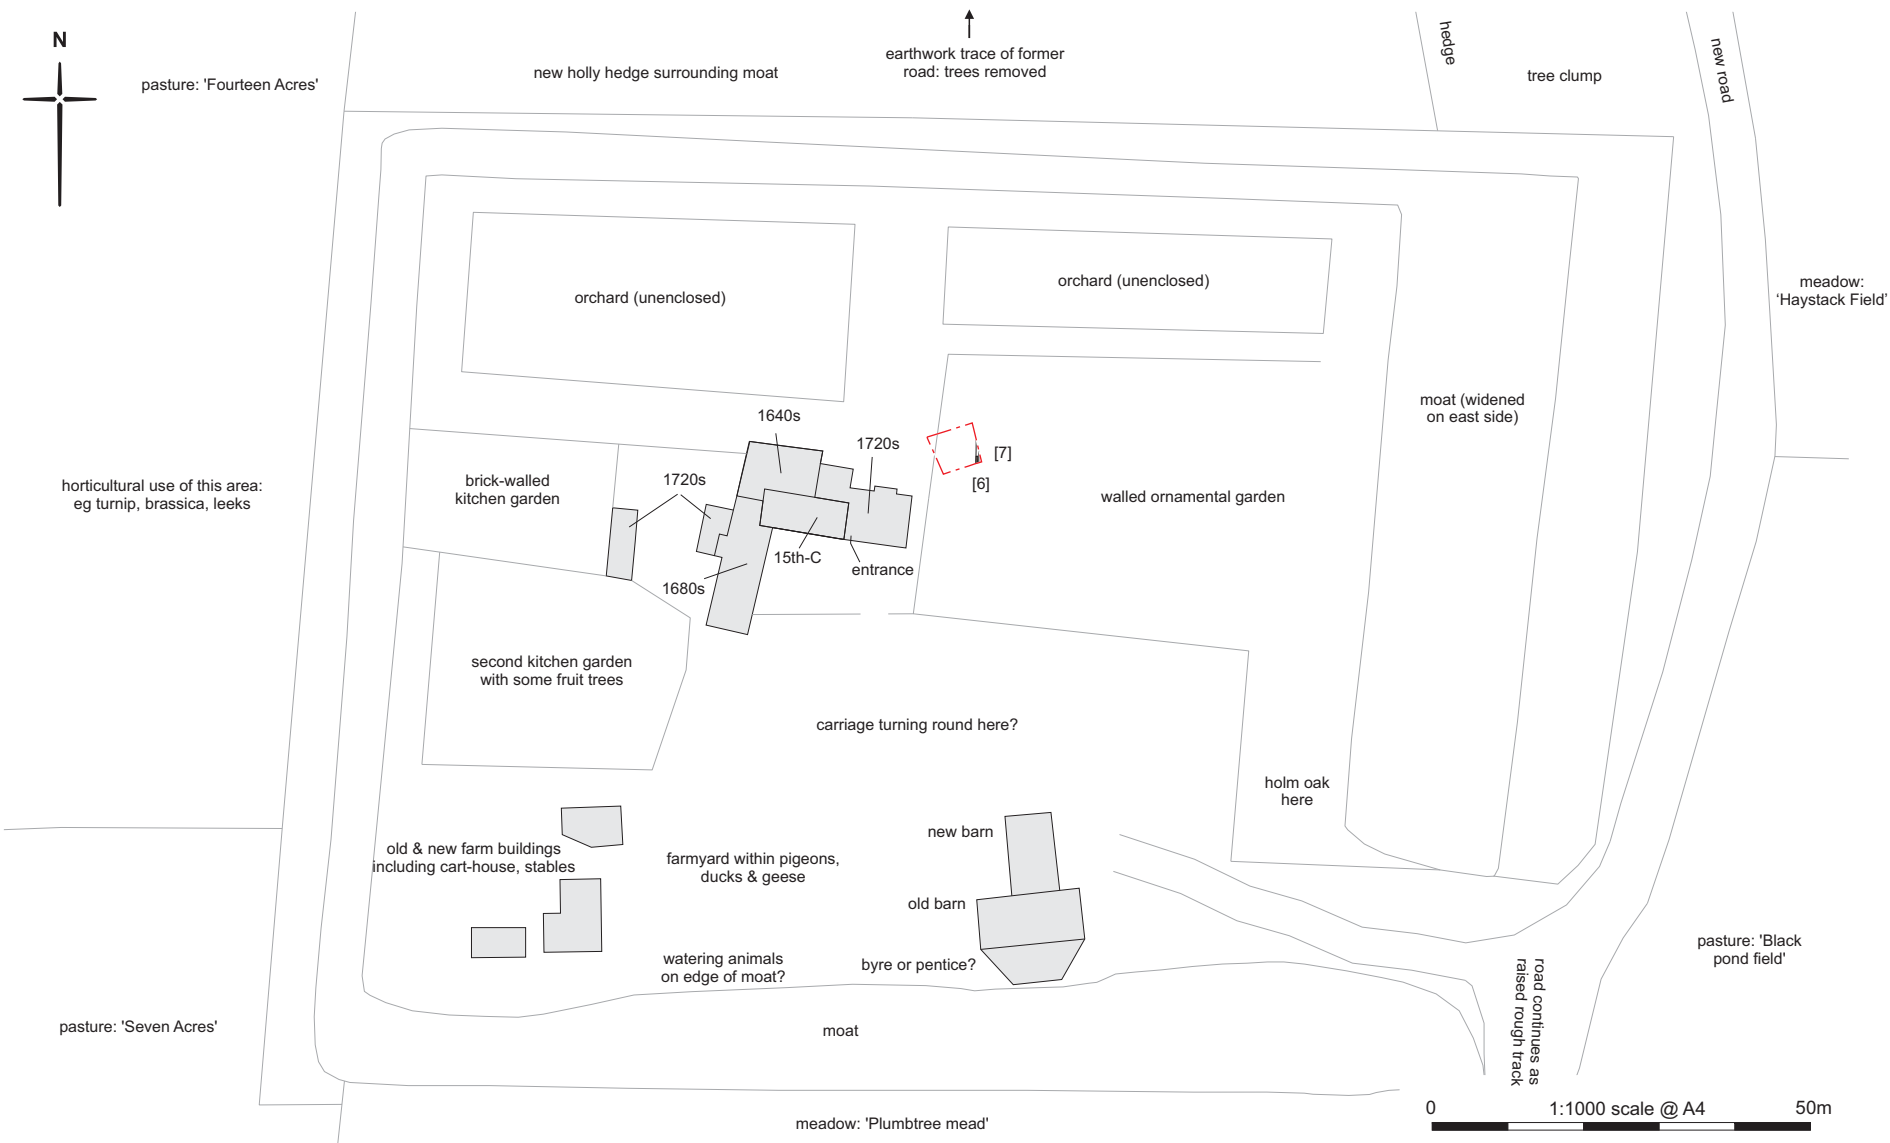 N
pasture: 'Fourteen Acres'
new holly hedge surrounding moat
earthwork trace of former
road: trees removed
hedge
tree clump
new road
meadow:
‘Haystack Field’
orchard (unenclosed)
orchard (unenclosed)
moat (widened
on east side)
1640s
1720s
[7]
[6]
horticultural use of this area:
eg turnip, brassica, leeks
brick-walled
kitchen garden
1720s
walled ornamental garden
15th-C
entrance
1680s
second kitchen garden
with some fruit trees
carriage turning round here?
holm oak
here
new barn
old & new farm buildings
including cart-house, stables
farmyard within pigeons,
ducks & geese
old barn
watering animals
on edge of moat?
byre or pentice?
pasture: 'Black
pond field'
road continues as
raised rough track
pasture: 'Seven Acres'
moat
meadow: 'Plumbtree mead'
0
1:1000 scale @ A4
50m